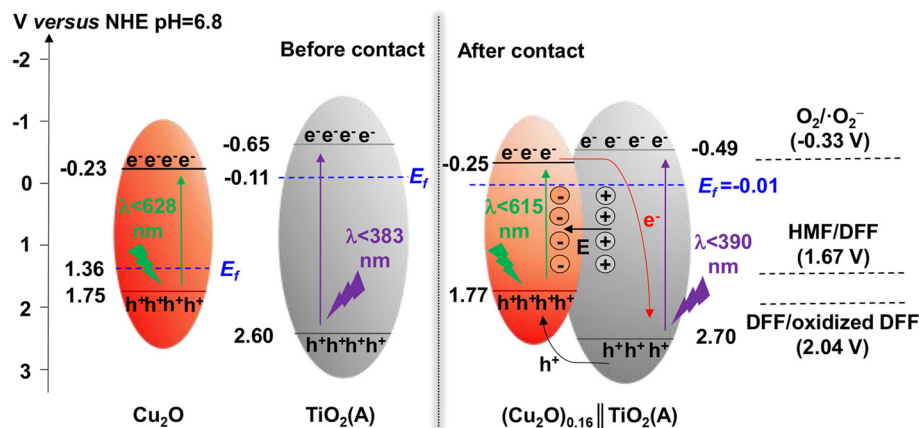 V versus NHE pH=6.8
-2
-1
0
1
2
3
Before contact
-0.23
e⁻e⁻e⁻e⁻
λ<628
nm
1.36
E_f
1.75
h⁺h⁺h⁺h⁺
Cu₂O
-0.65
e⁻e⁻e⁻e⁻
-0.11
E_f
λ<383
nm
2.60
h⁺h⁺h⁺h⁺
TiO₂(A)
After contact
-0.25
e⁻e⁻e⁻
λ<615
nm
1.77
h⁺h⁺h⁺h⁺h⁺
-
-
-
-
E
+
+
+
+
e⁻
h⁺
e⁻ e⁻ e⁻ e⁻
-0.49
E_f=-0.01
λ<390
nm
2.70
h⁺h⁺h⁺
(Cu₂O)₀.₁₆‖TiO₂(A)
O₂/·O₂⁻
(-0.33 V)
HMF/DFF
(1.67 V)
DFF/oxidized DFF
(2.04 V)